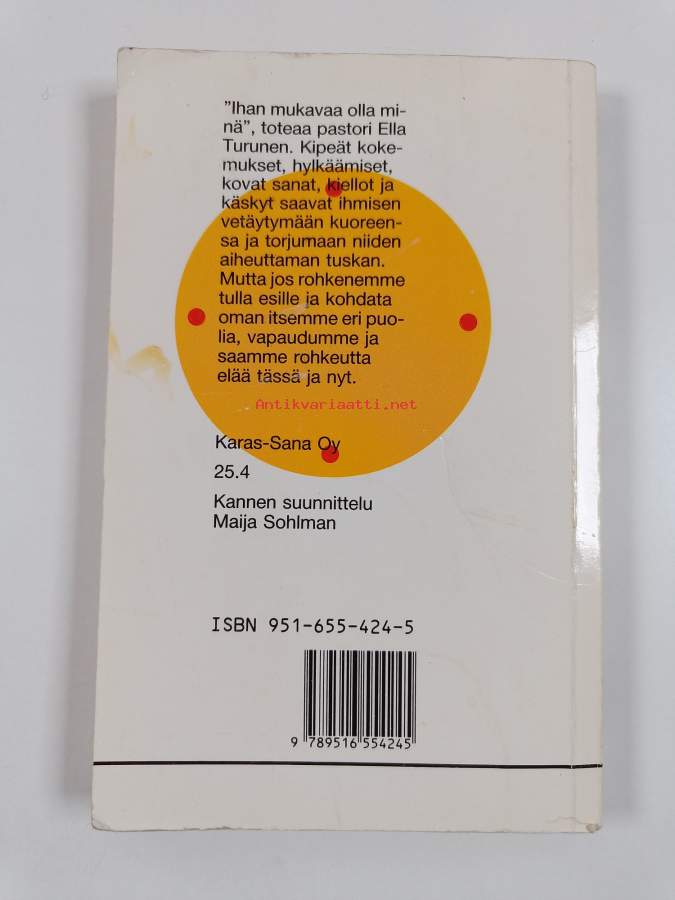 ”Ihan mukavaa olla mi-
nä”, toteaa pastori Ella
Turunen. Kipeät koke-
mukset, hylkäämiset,
kovat sanat, kiellot ja
käskyt saavat ihmisen
vetäytymään kuoreen-
sa ja torjumaan niiden
aiheuttaman tuskan.
Mutta jos rohkenemme
tulla esille ja kohdata
oman itsemme eri puo-
lia, vapaudumme ja
saamme rohkeutta
elää tässä ja nyt.
Antikvariaatti.net
Karas-Sana Oy
25.4
Kannen suunnittelu
Maija Sohlman
ISBN 951-655-424-5
9 789516 554245